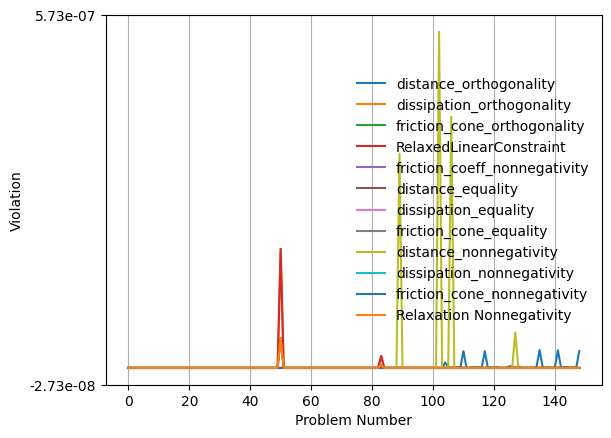 5.73e-07
Violation
distance_orthogonality
dissipation_orthogonality
friction_cone_orthogonality
RelaxedLinearConstraint
friction_coeff_nonnegativity
distance_equality
dissipation_equality
friction_cone_equality
distance_nonnegativity
dissipation_nonnegativity
friction_cone_nonnegativity
Relaxation Nonnegativity
-2.73e-08
0 20 40 60 80 100 120 140
Problem Number